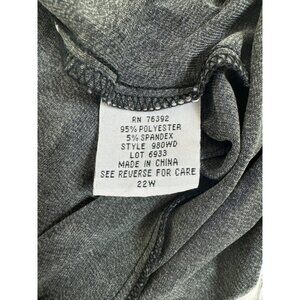 RN 76392
95% POLYESTER
5% SPANDEX
STYLE 980WD
LOT 6933
MADE IN CHINA
SEE REVERSE FOR CARE
22W